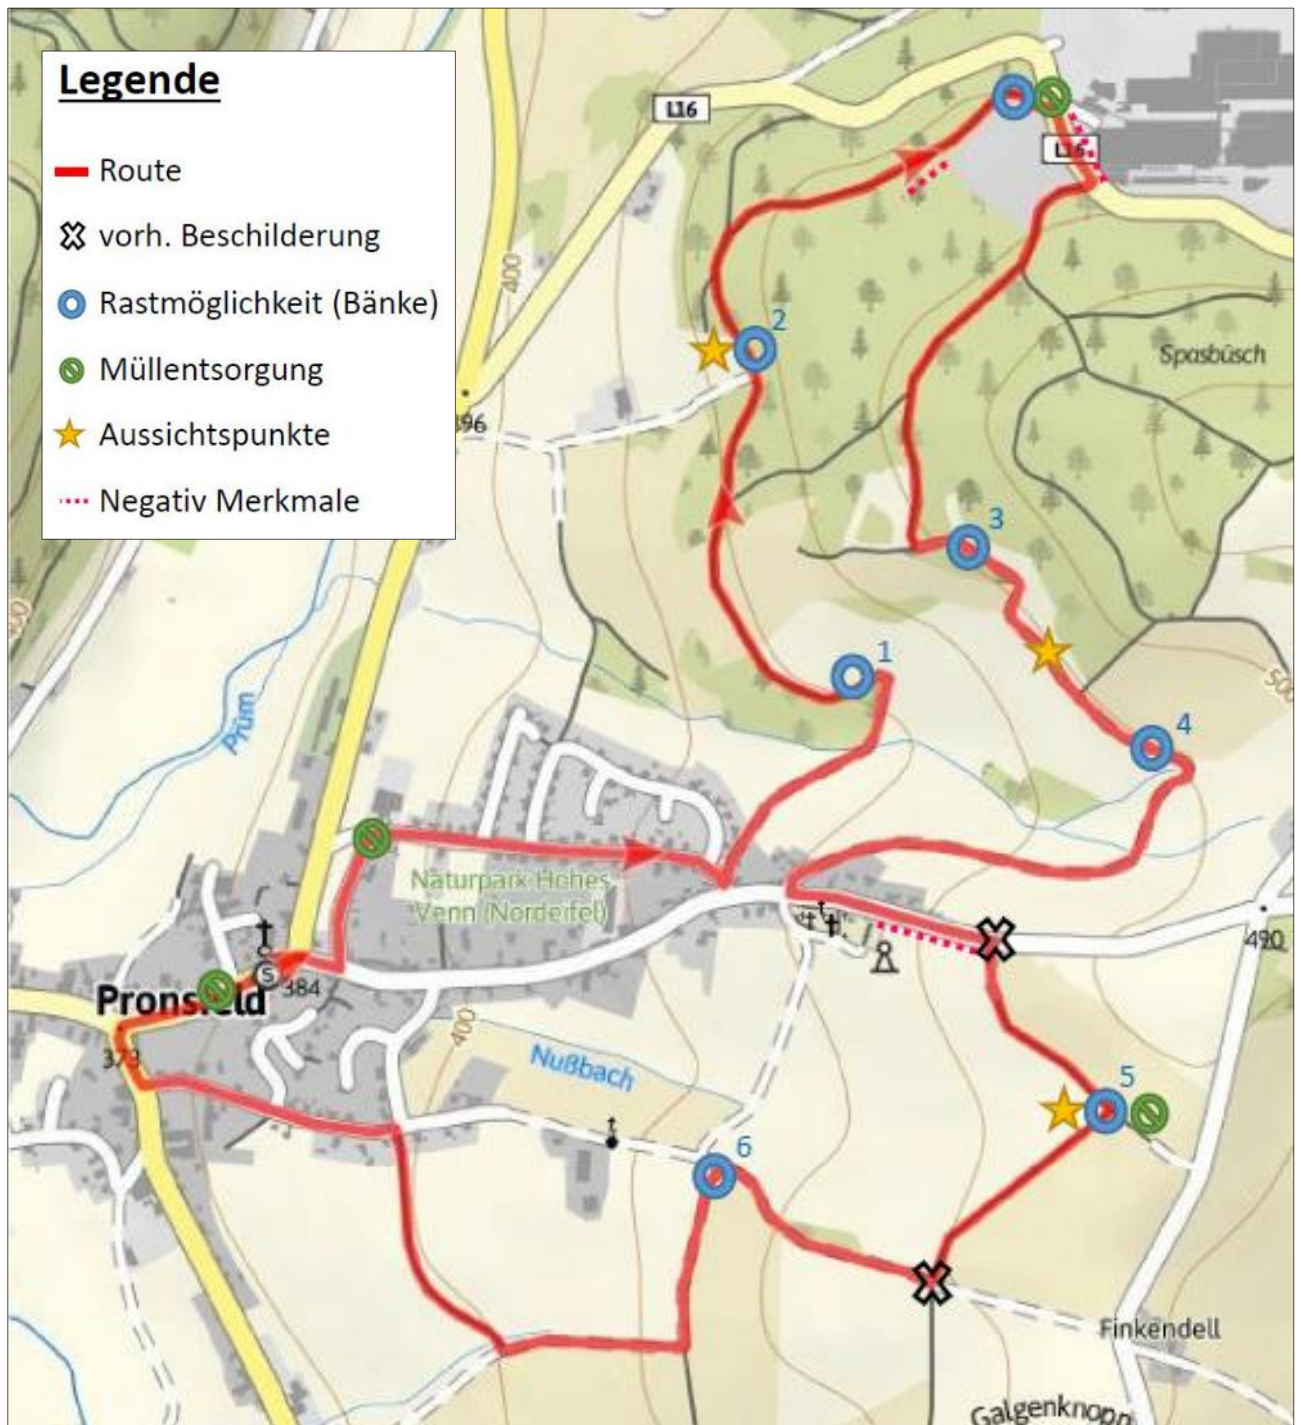 Legende
Route
vorh. Beschilderung
Rastmöglichkeit (Bänke)
Müllentsorgung
Aussichtspunkte
Negativ Merkmale
L16
L16
400
2
Spasbüsch
396
3
1
400
500
Prüm
4
Naturpark Hohes
Venn (Nordeifel)
490
S
384
Pronsfeld
373
400
Nußbach
5
6
Finkendell
Galgenknopp